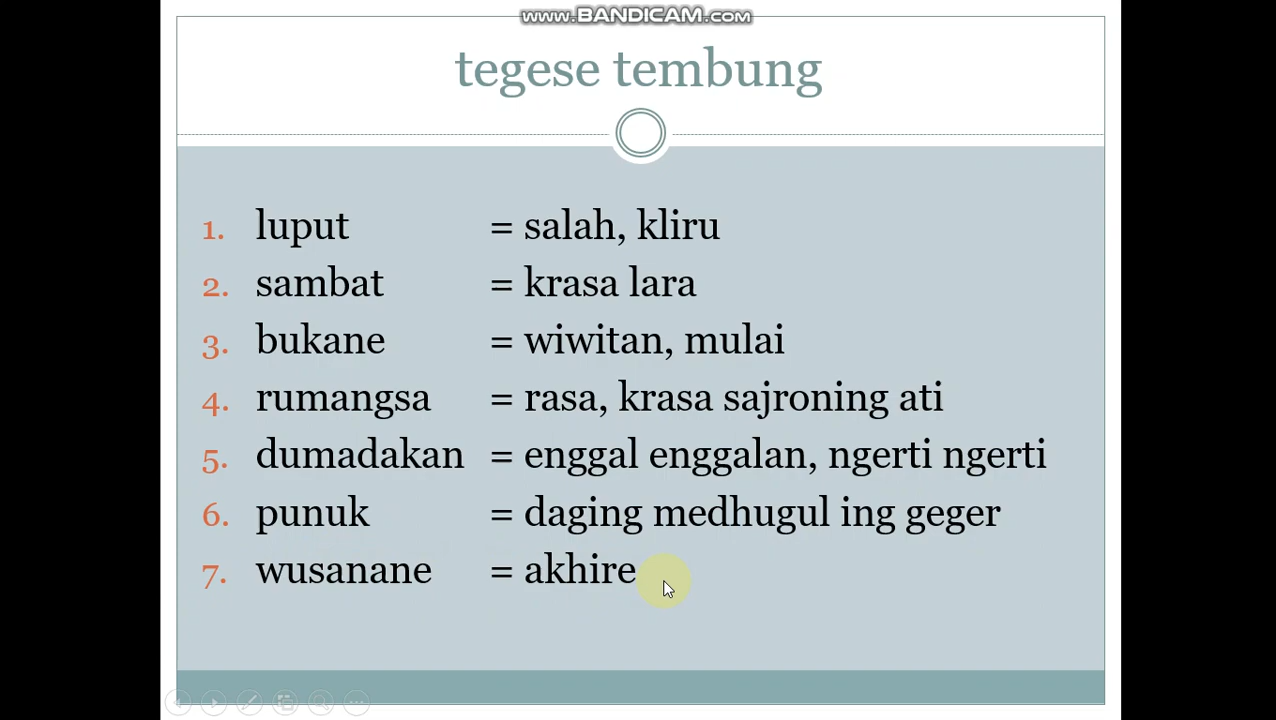 www.BANDICAM.com
tegese tembung
1. luput = salah, kliru
2. sambat = krasa lara
3. bukane = wiwitan, mulai
4. rumangsa = rasa, krasa sajroning ati
5. dumadakan = enggal enggalan, ngerti ngerti
6. punuk = daging medhugul ing geger
7. wusanane = akhire